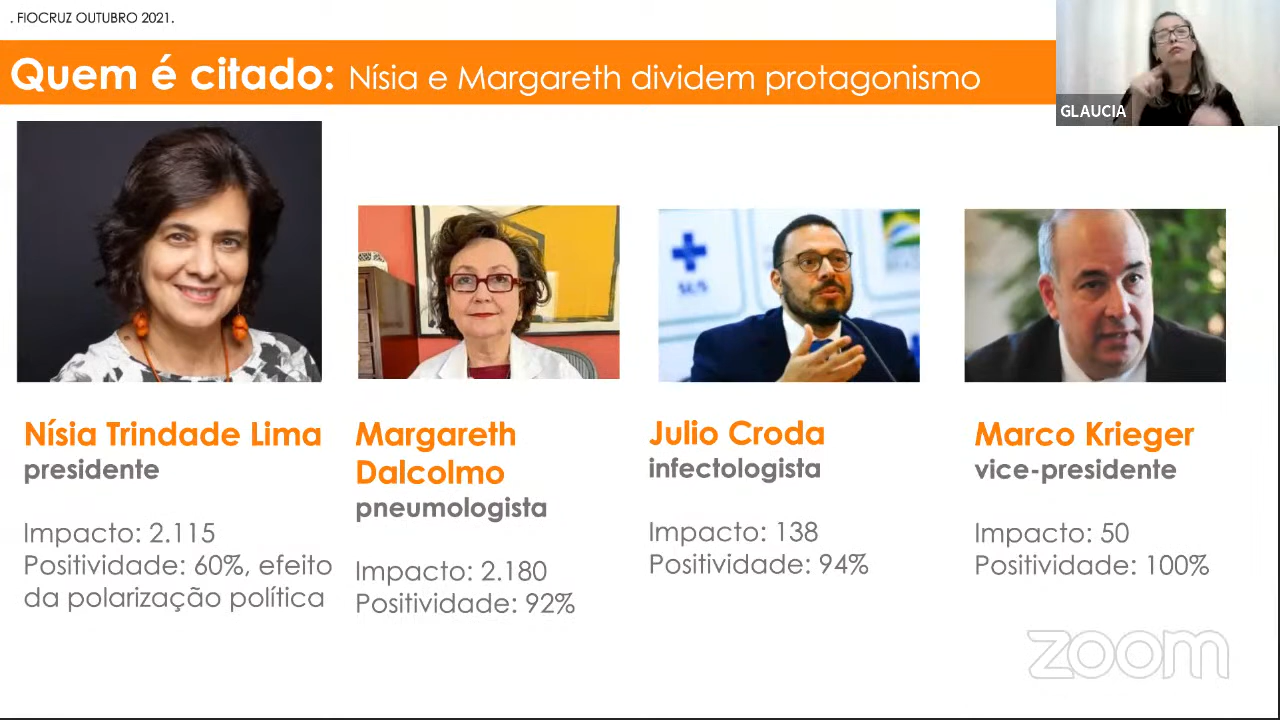 . FIOCRUZ OUTUBRO 2021.
Quem é citado: Nísia e Margareth dividem protagonismo
GLAUCIA
SUS
Nísia Trindade Lima
presidente
Impacto: 2.115
Positividade: 60%, efeito
da polarização política
Margareth
Dalcolmo
pneumologista
Impacto: 2.180
Positividade: 92%
Julio Croda
infectologista
Impacto: 138
Positividade: 94%
Marco Krieger
vice-presidente
Impacto: 50
Positividade: 100%
zoom